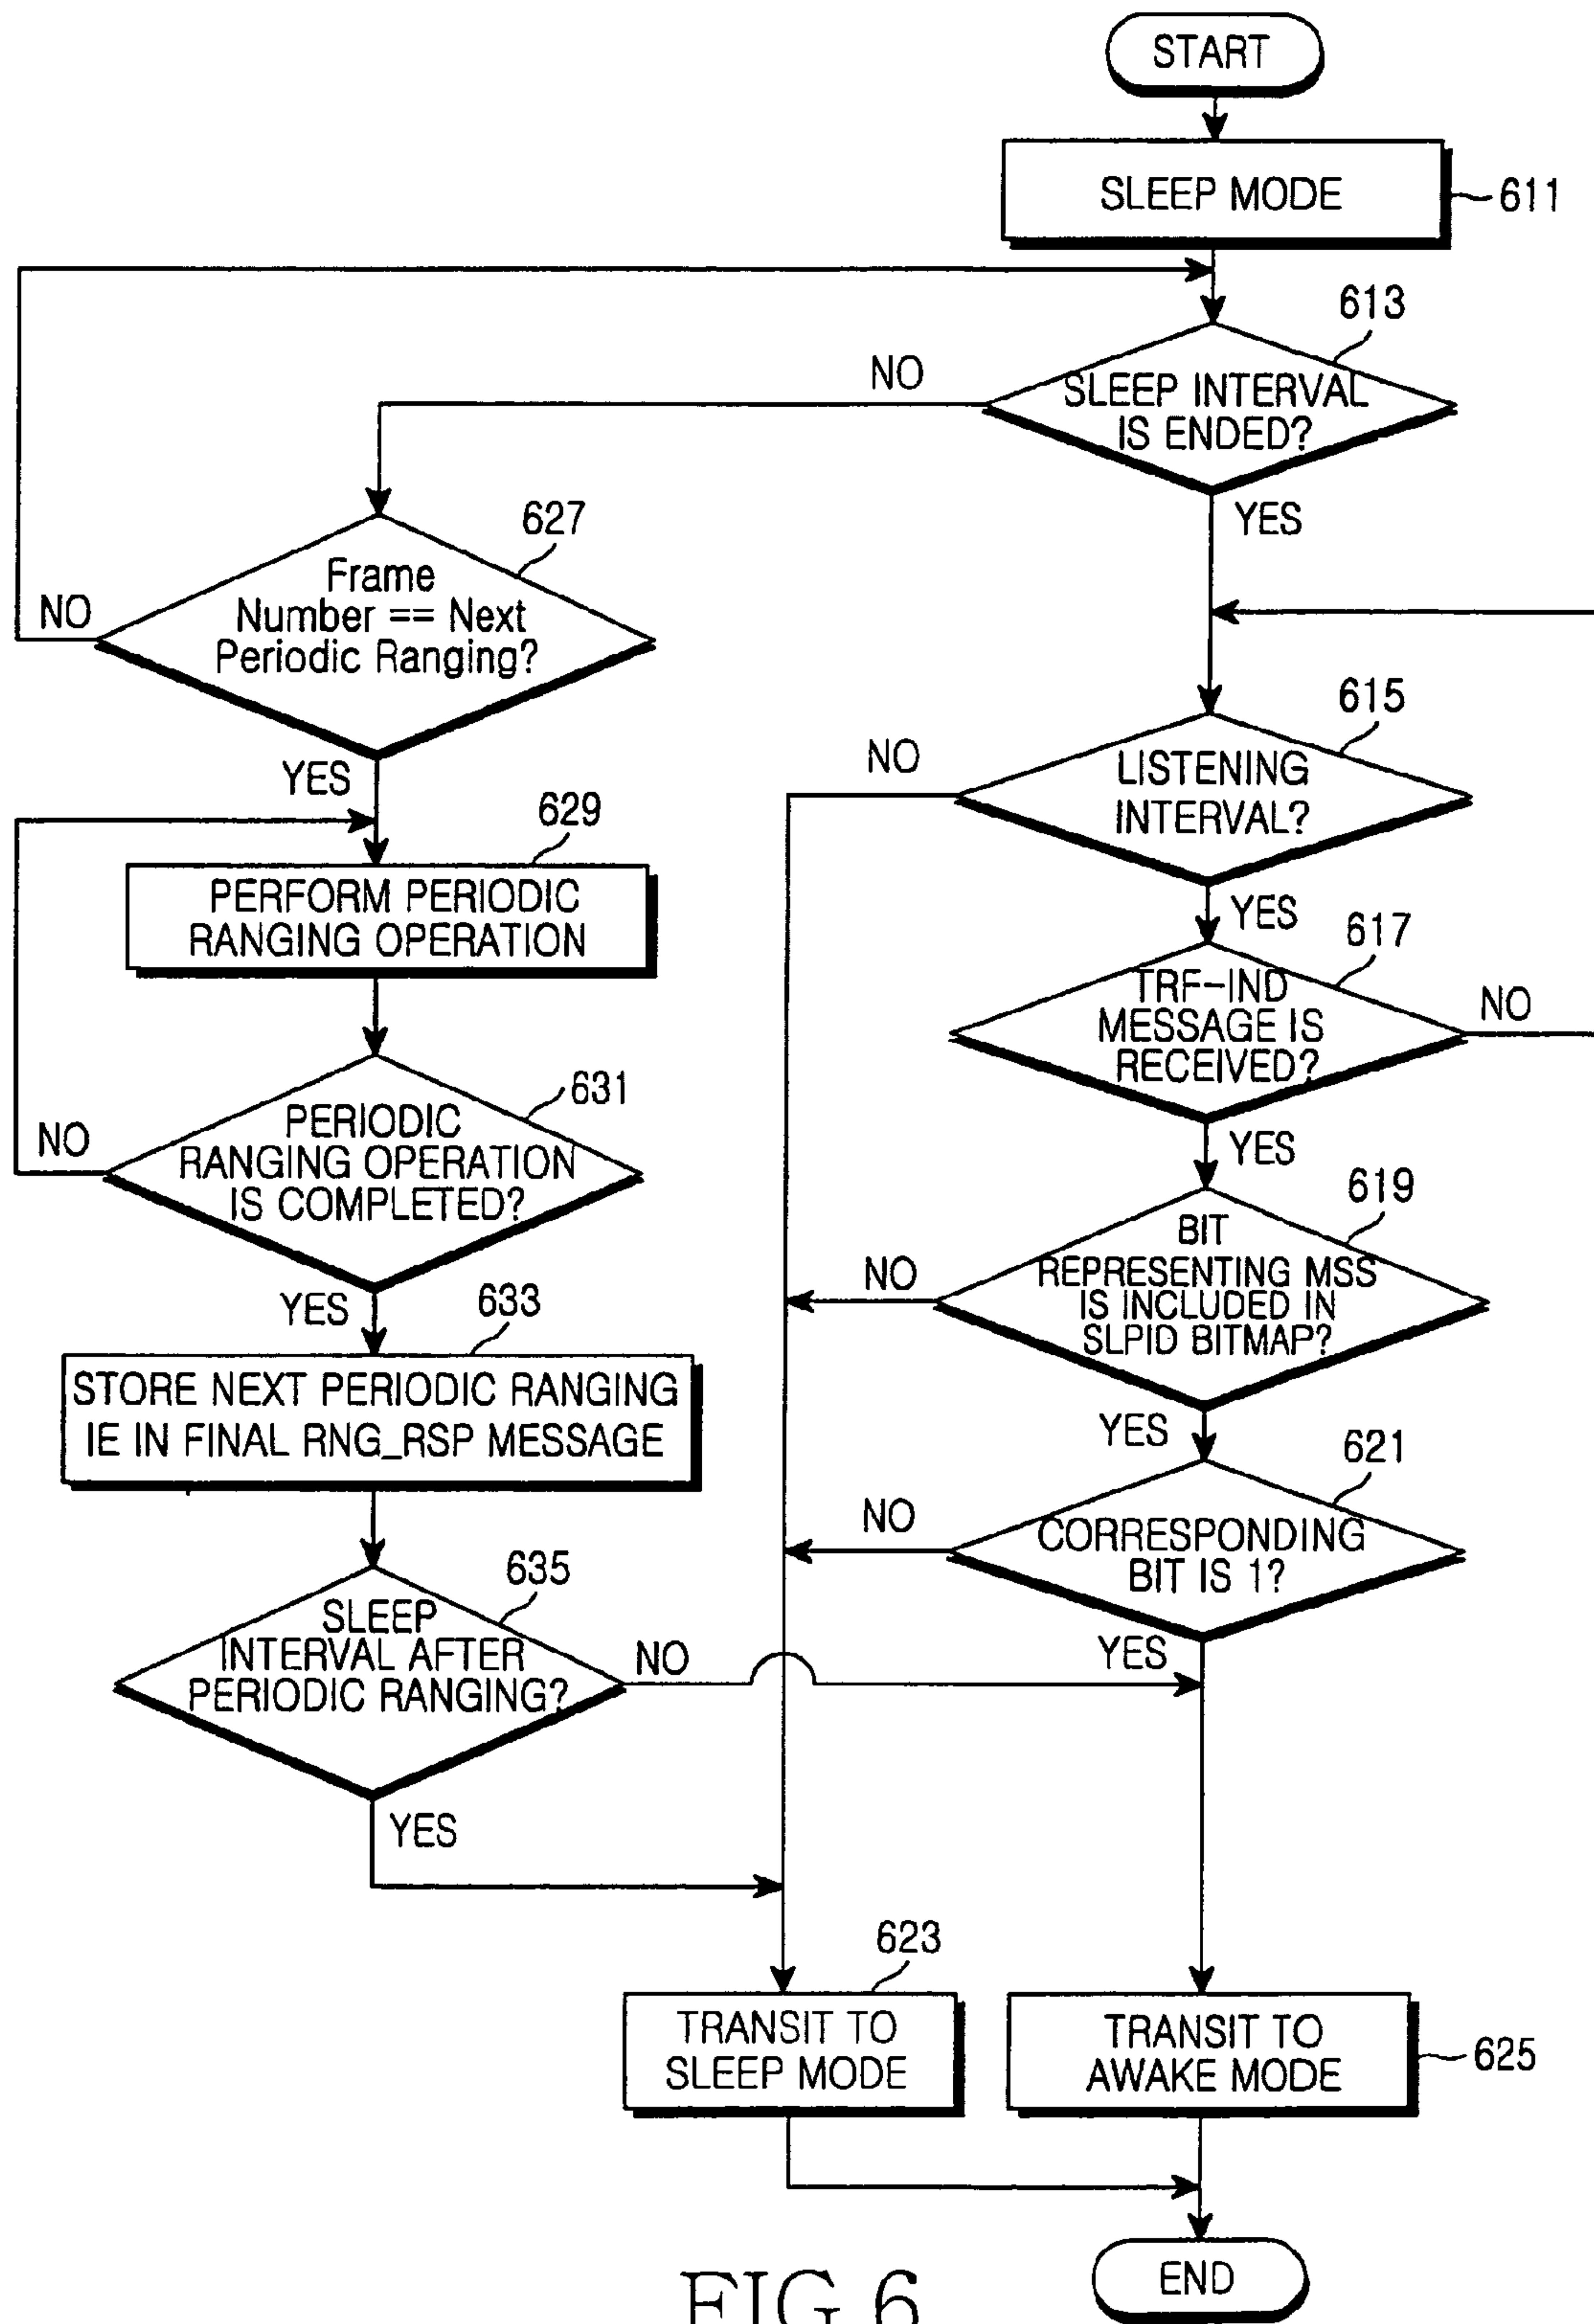 START
SLEEP MODE
611
613
NO
SLEEP INTERVAL
IS ENDED?
YES
627
Frame
Number == Next
Periodic Ranging?
NO
YES
615
NO
LISTENING
INTERVAL?
YES
629
PERFORM PERIODIC
RANGING OPERATION
617
TRF-IND
MESSAGE IS
RECEIVED?
NO
YES
631
PERIODIC
RANGING OPERATION
IS COMPLETED?
NO
YES
619
BIT
REPRESENTING MSS
IS INCLUDED IN
SLPID BITMAP?
NO
YES
633
STORE NEXT PERIODIC RANGING
IE IN FINAL RNG_RSP MESSAGE
621
NO
CORRESPONDING
BIT IS 1?
YES
635
SLEEP
INTERVAL AFTER
PERIODIC RANGING?
NO
YES
623
TRANSIT TO
SLEEP MODE
TRANSIT TO
AWAKE MODE
625
END
FIG.6